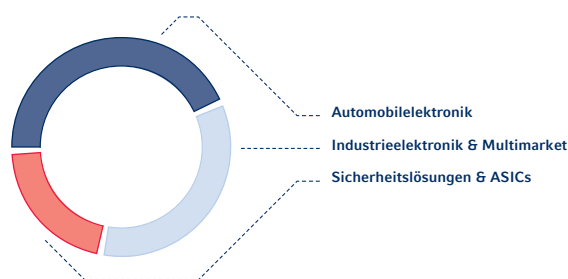 Automobilelektronik
Industrieelektronik & Multimarket
Sicherheitslösungen & ASICs